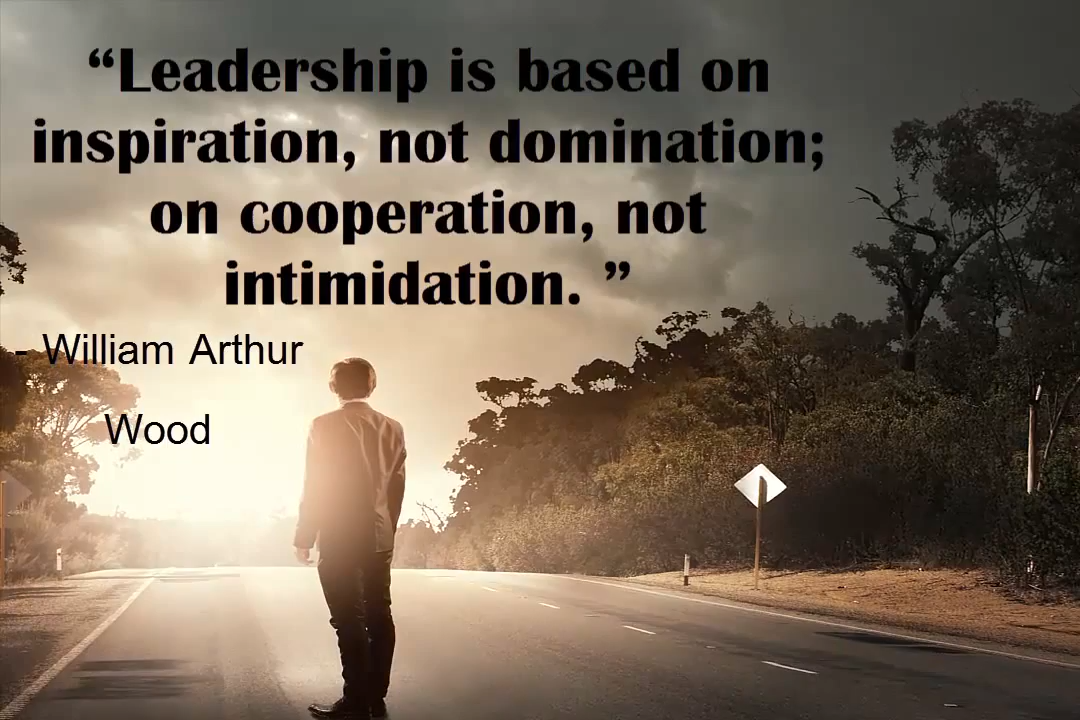 “Leadership is based on
inspiration, not domination;
on cooperation, not
intimidation. ”
- William Arthur
Wood